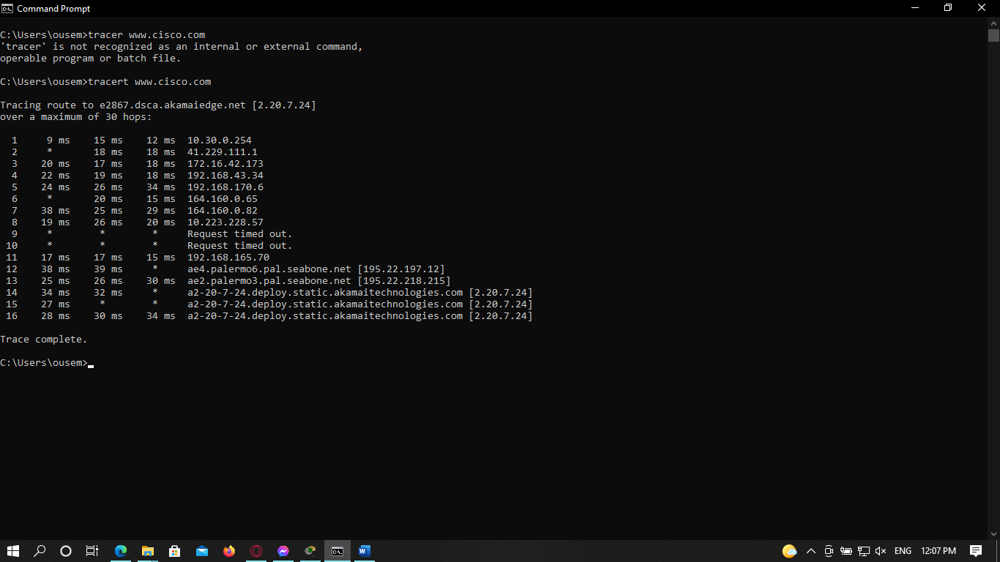 Command Prompt
C:\Users\ousem>tracer www.cisco.com
'tracer' is not recognized as an internal or external command,
operable program or batch file.
C:\Users\ousem>tracert www.cisco.com
Tracing route to e2867.dsca.akamaiedge.net [2.20.7.24]
over a maximum of 30 hops:
1 9 ms 15 ms 12 ms 10.30.0.254
2 * 18 ms 18 ms 41.229.111.1
3 20 ms 17 ms 18 ms 172.16.42.173
4 22 ms 19 ms 18 ms 192.168.43.34
5 24 ms 26 ms 34 ms 192.168.170.6
6 * 20 ms 15 ms 164.160.0.65
7 38 ms 25 ms 29 ms 164.160.0.82
8 19 ms 26 ms 20 ms 10.223.228.57
9 * * * Request timed out.
10 * * * Request timed out.
11 17 ms 17 ms 15 ms 192.168.165.70
12 38 ms 39 ms * ae4.palermo6.pal.seabone.net [195.22.197.12]
13 25 ms 26 ms 30 ms ae2.palermo3.pal.seabone.net [195.22.218.215]
14 34 ms 32 ms * a2-20-7-24.deploy.static.akamaitechnologies.com [2.20.7.24]
15 27 ms * * a2-20-7-24.deploy.static.akamaitechnologies.com [2.20.7.24]
16 28 ms 30 ms 34 ms a2-20-7-24.deploy.static.akamaitechnologies.com [2.20.7.24]
Trace complete.
C:\Users\ousem>
ENG 12:07 PM